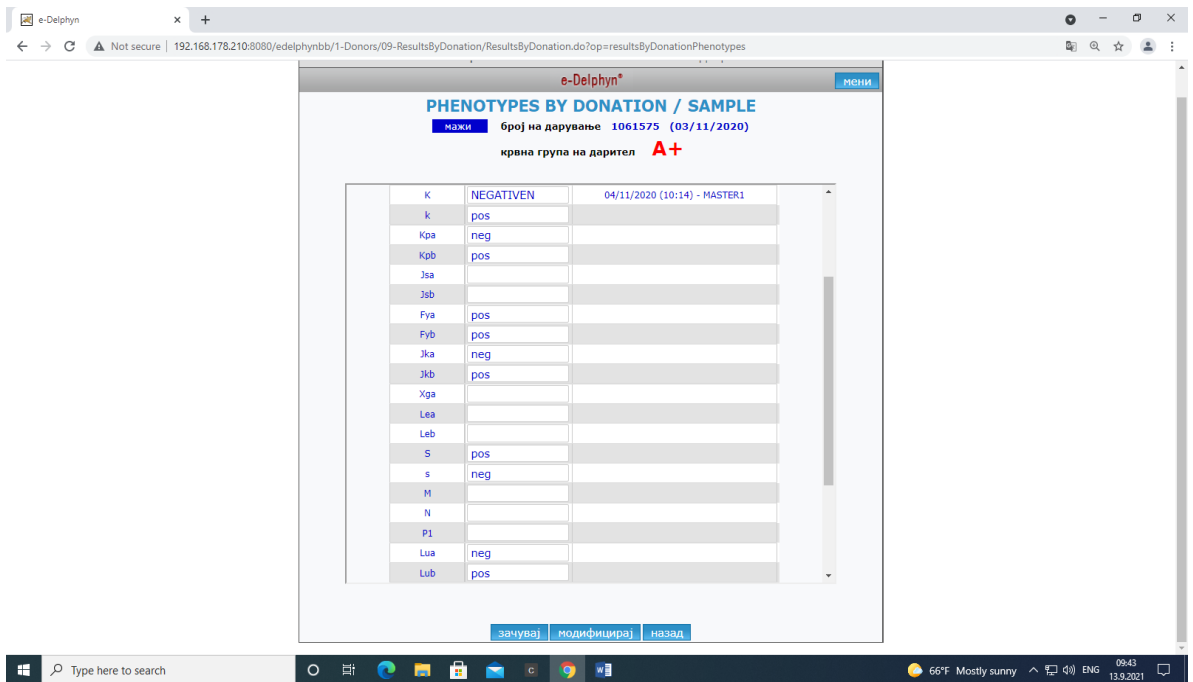 e-Delphyn
Not secure 192.168.178.210:8080/edelphynbb/1-Donors/09-ResultsByDonation/ResultsByDonation.do?op=resultsByDonationPhenotypes
e-Delphyn®
мени
PHENOTYPES BY DONATION / SAMPLE
мажи број на дарување 1061575 (03/11/2020)
крвна група на дарител A+
K NEGATIVEN 04/11/2020 (10:14) - MASTER1
k pos
Kpa neg
Kpb pos
Jsa
Jsb
Fya pos
Fyb pos
Jka neg
Jkb pos
Xga
Lea
Leb
S pos
s neg
M
N
P1
Lua neg
Lub pos
зачувај модифицирај назад
Type here to search
66°F Mostly sunny ENG 09:43
13.9.2021